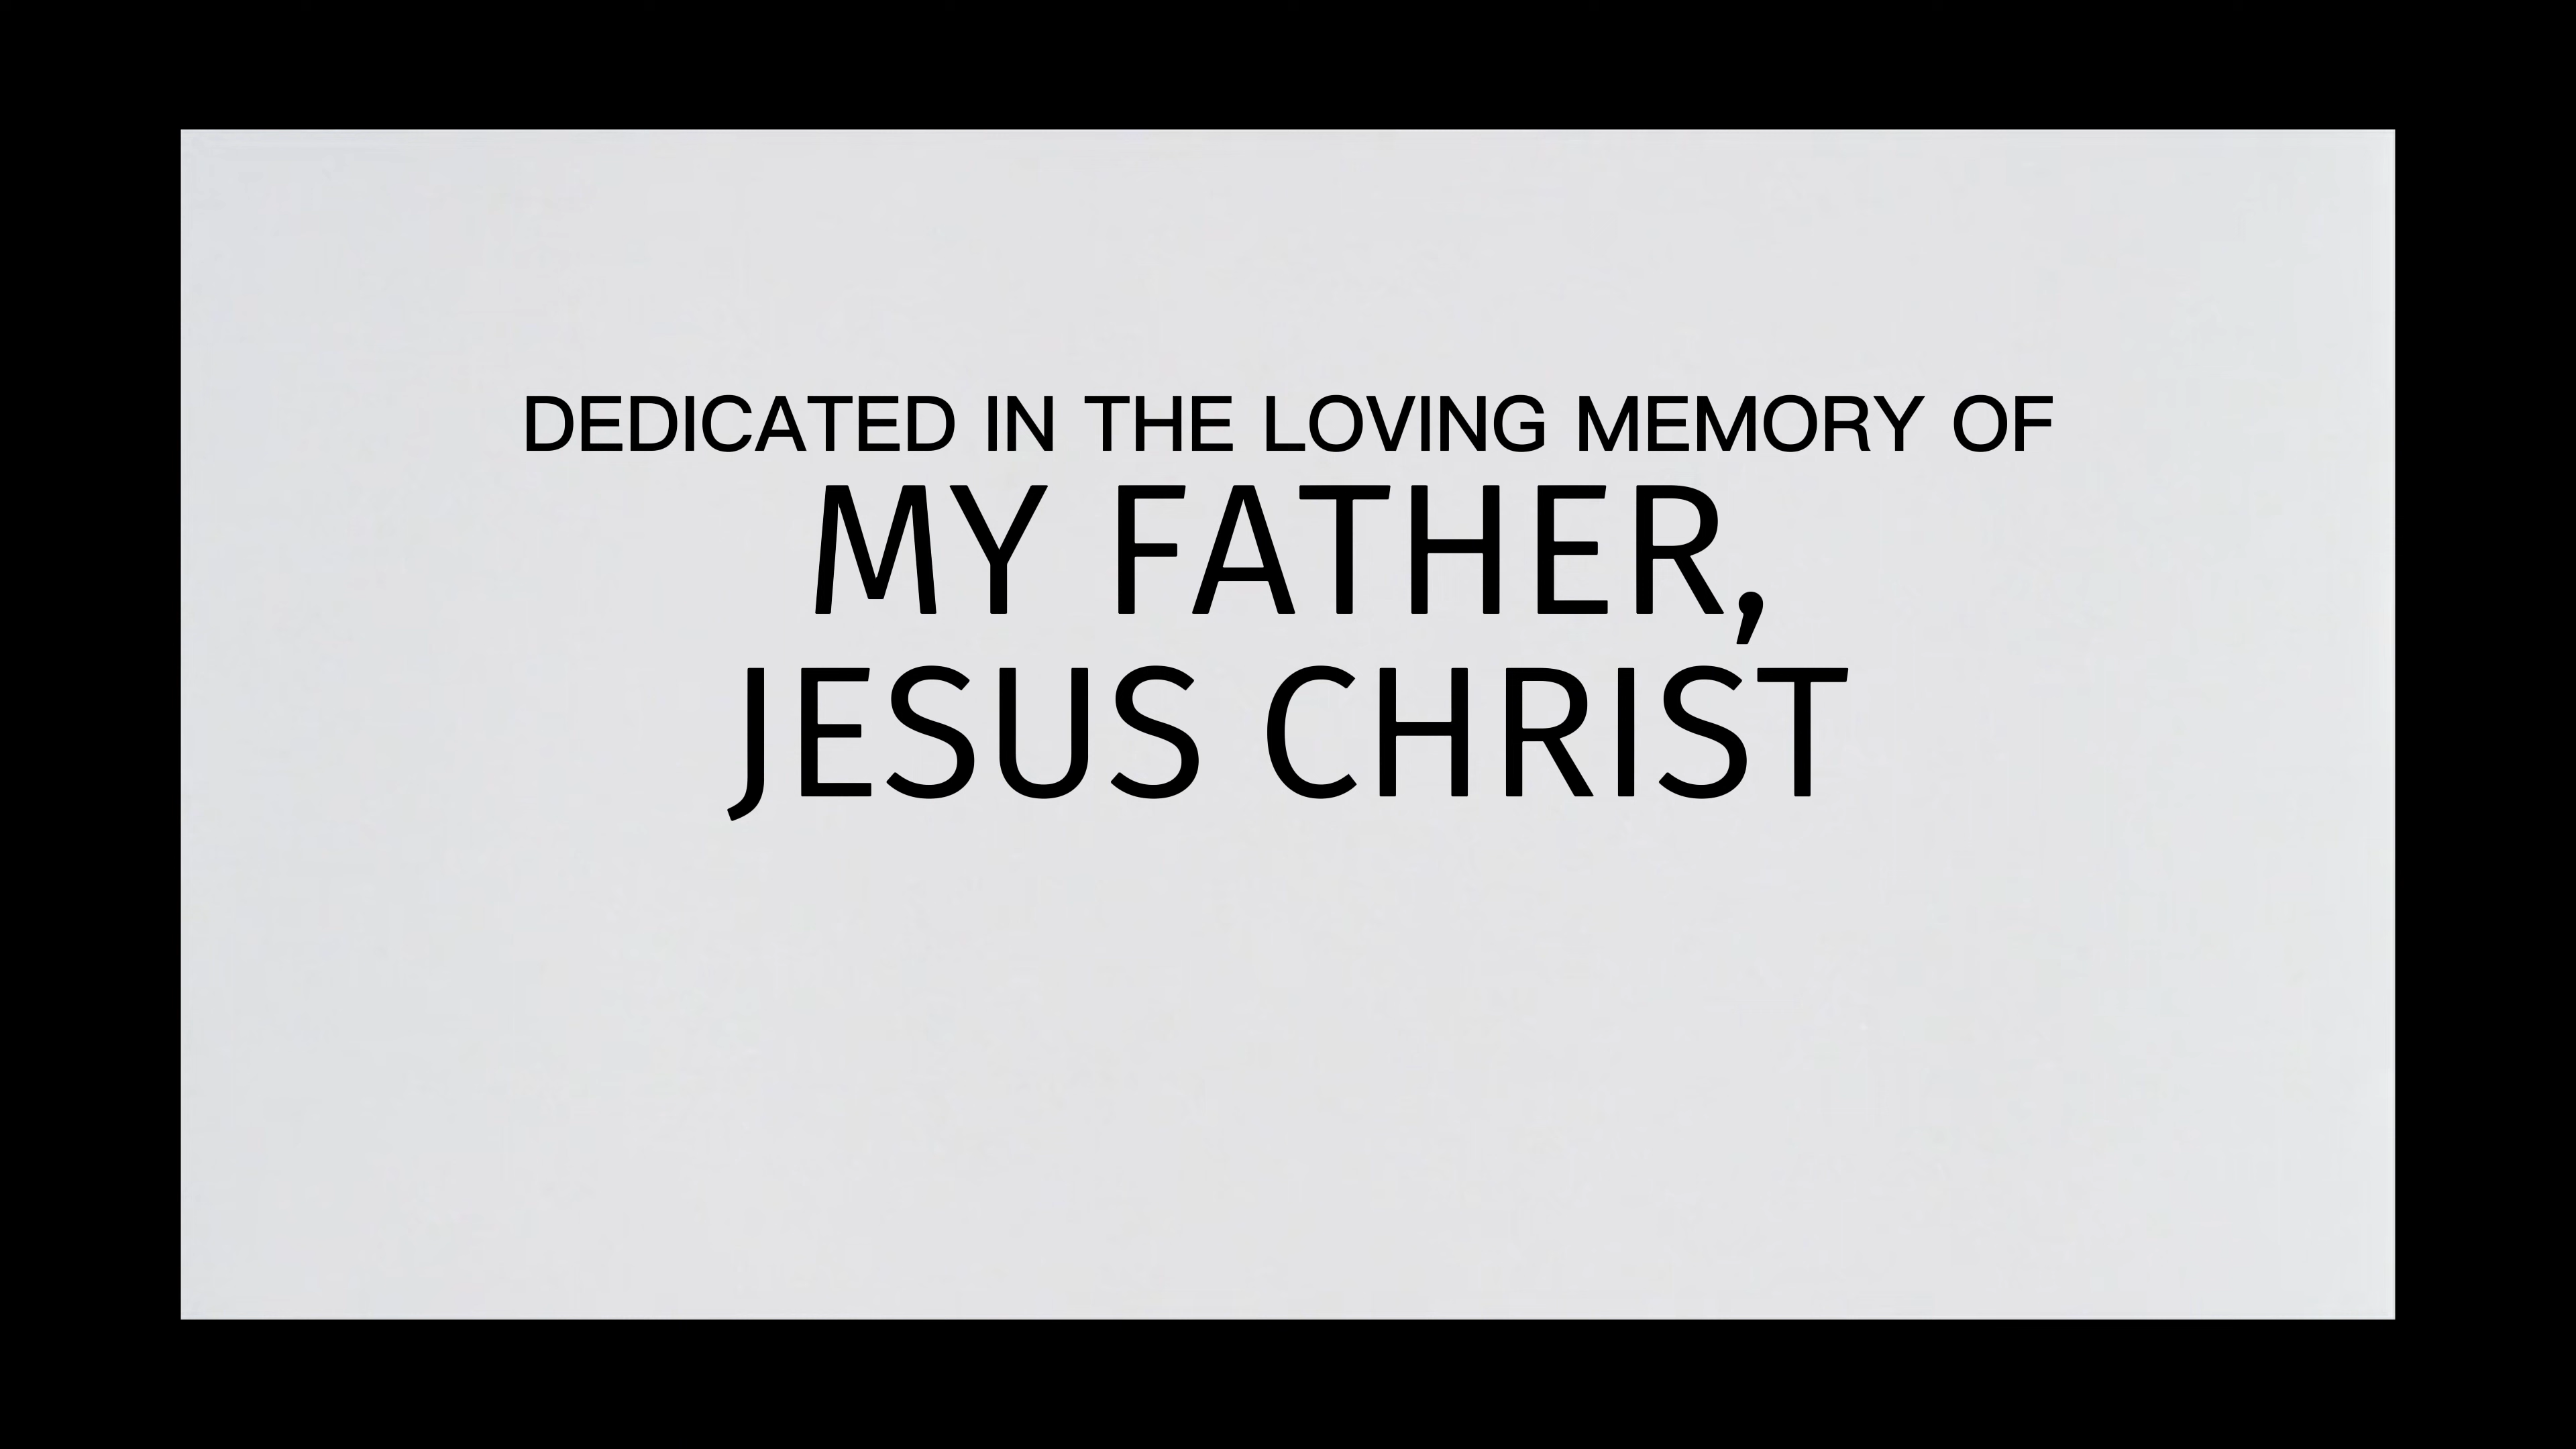 DEDICATED IN THE LOVING MEMORY OF
MY FATHER,
JESUS CHRIST